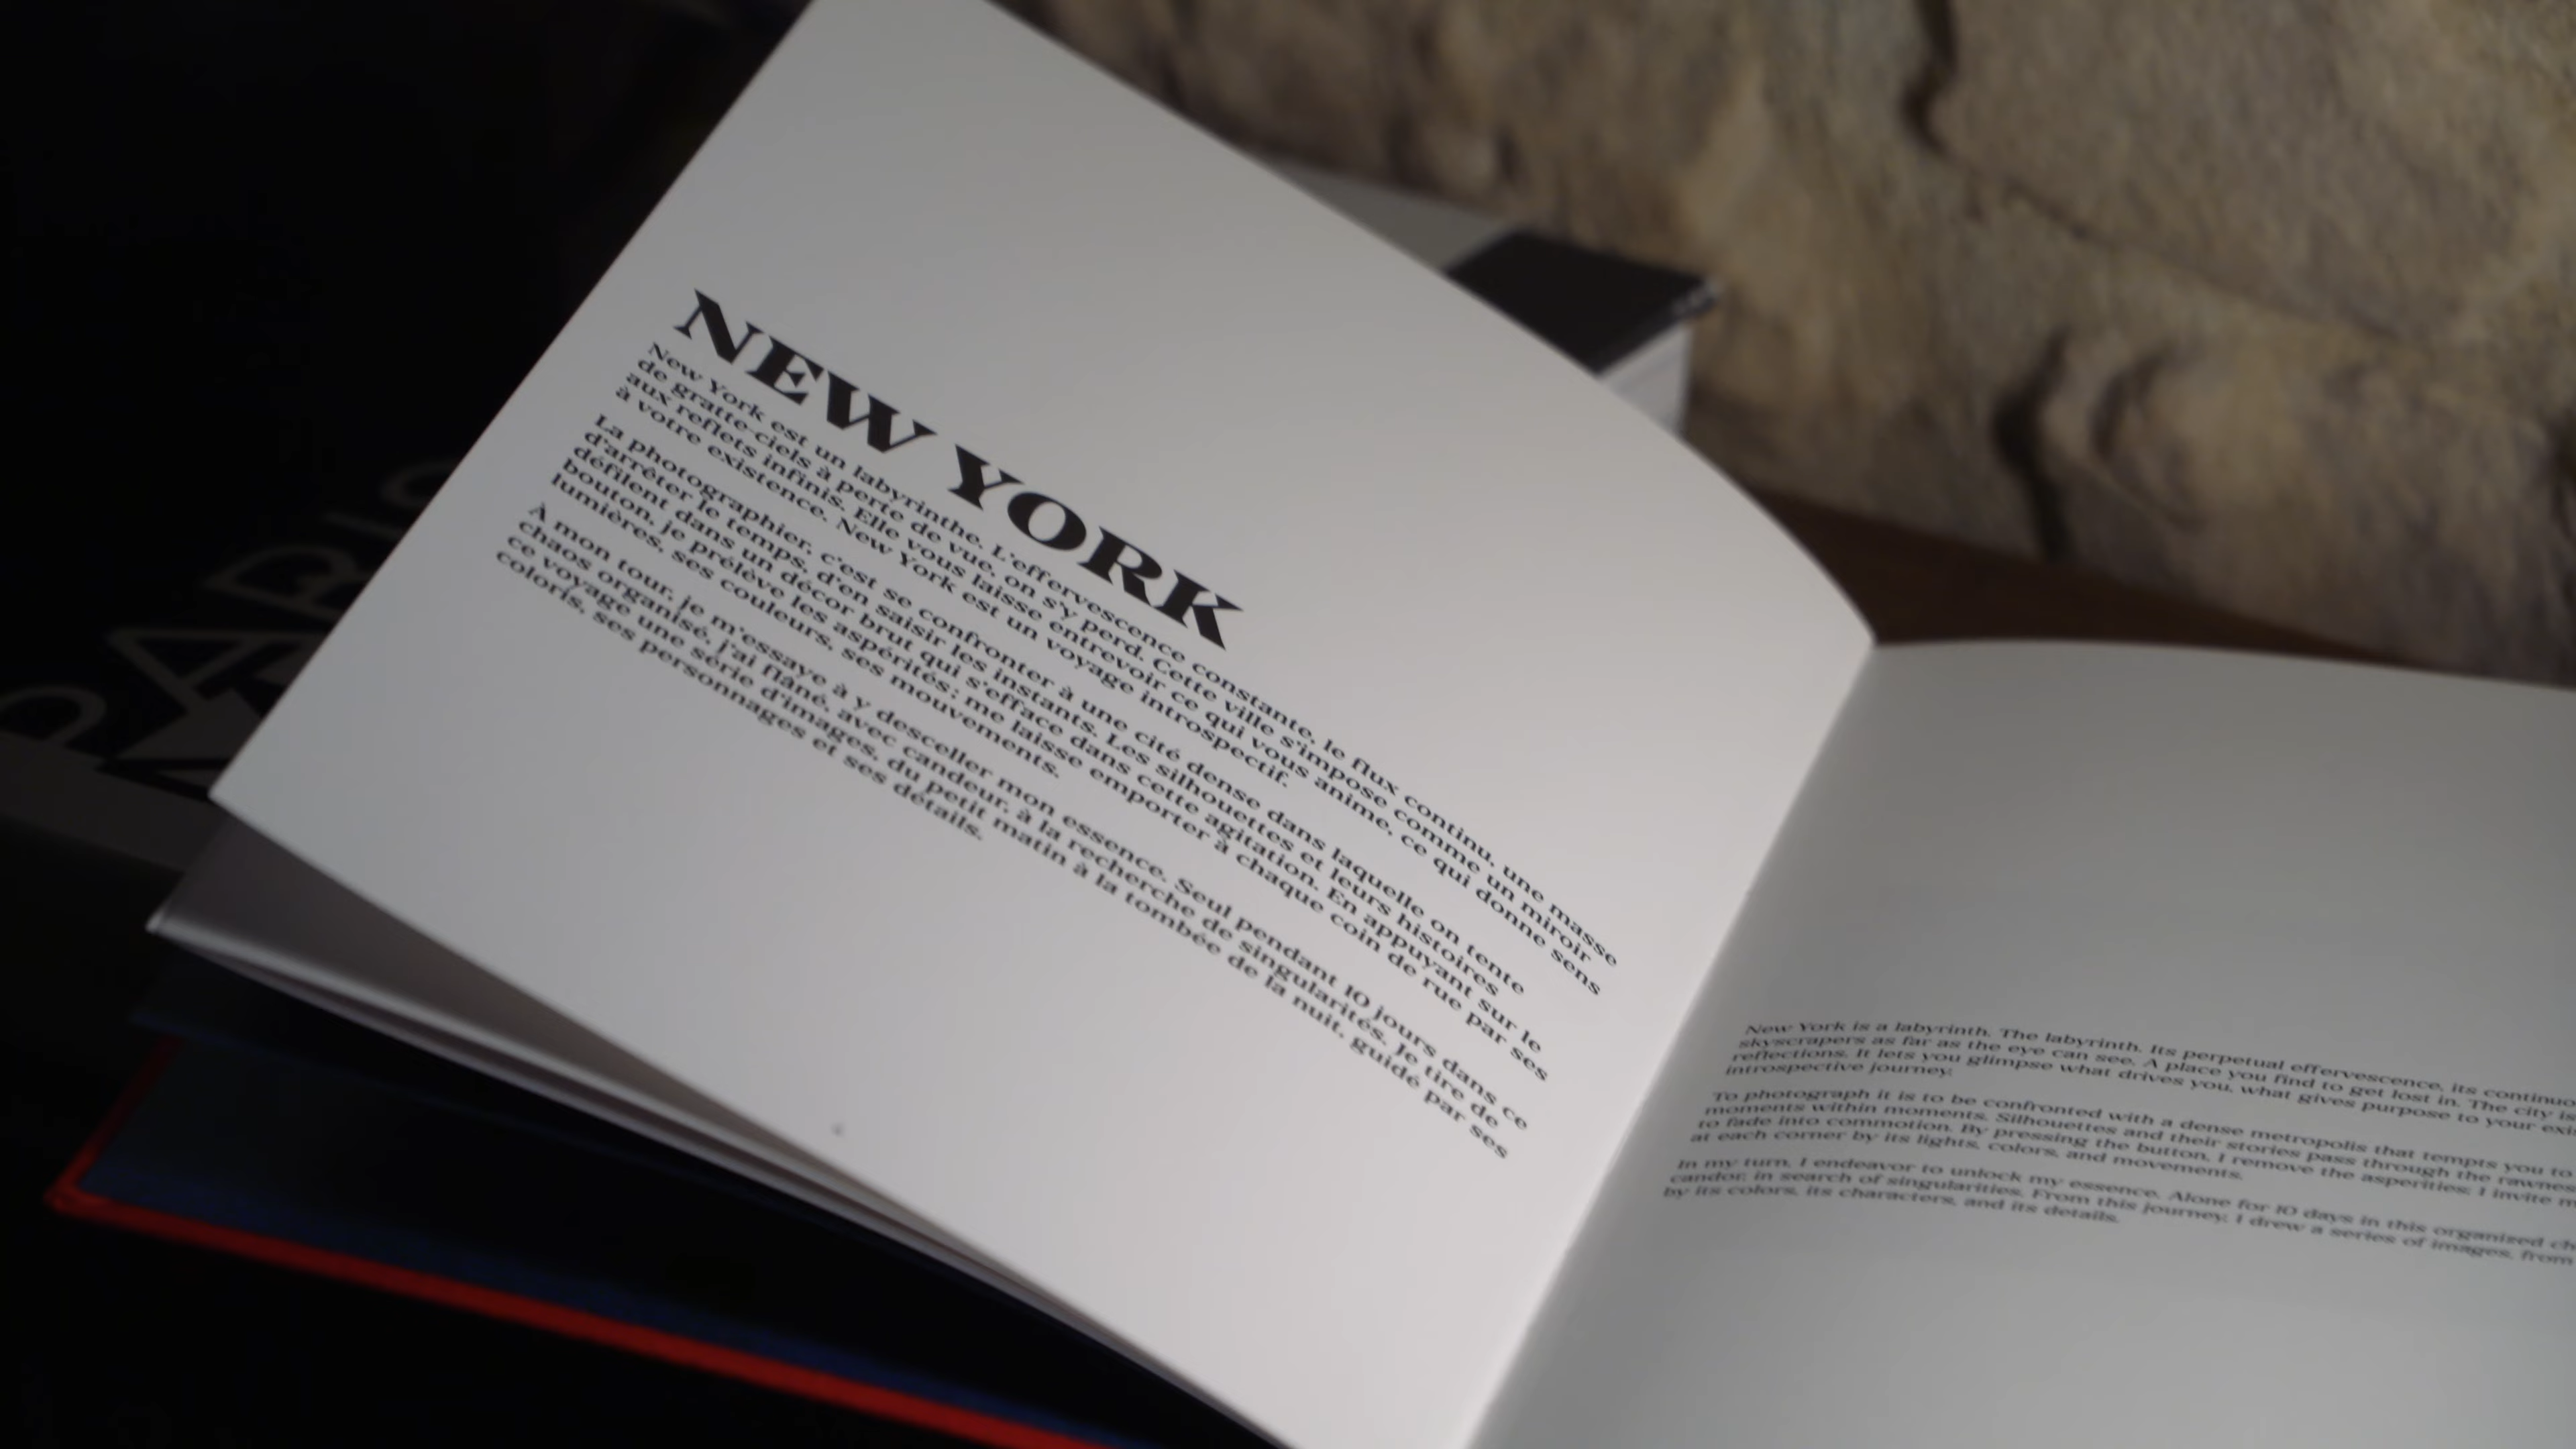 PARIS
NEW YORK
New York est un labyrinthe. L'effervescence constante, le flux continu, une masse
de gratte-ciels à perte de vue, on s'y perd. Cette ville s'impose comme un miroir
aux reflets infinis. Elle vous laisse entrevoir ce qui vous anime, ce qui donne sens
à votre existence. New York est un voyage introspectif.
La photographier, c'est se confronter à une cité dense dans laquelle on tente
d'arrêter le temps, d'en saisir les instants. Les silhouettes et leurs histoires
défilent dans un décor brut qui s'efface dans cette agitation. En appuyant sur le
bouton, je prélève les aspérités; me laisse emporter à chaque coin de rue par ses
lumières, ses couleurs, ses mouvements.
À mon tour, je m'essaye à y desceller mon essence. Seul pendant 10 jours dans ce
chaos organisé, j'ai flâné, avec candeur, à la recherche de singularités. Je tire de
ce voyage une série d'images, du petit matin à la tombée de la nuit, guidé par ses
coloris, ses personnages et ses détails.
New York is a labyrinth. The labyrinth. Its perpetual effervescence, its continuo
skyscrapers as far as the eye can see. A place you find to get lost in. The city is
reflections. It lets you glimpse what drives you, what gives purpose to your exis
introspective journey.
To photograph it is to be confronted with a dense metropolis that tempts you to
moments within moments. Silhouettes and their stories pass through the rawnes
to fade into commotion. By pressing the button, I remove the asperities; I invite m
at each corner by its lights, colors, and movements.
In my turn, I endeavor to unlock my essence. Alone for 10 days in this organized ch
candor, in search of singularities. From this journey, I drew a series of images, from
by its colors, its characters, and its details.